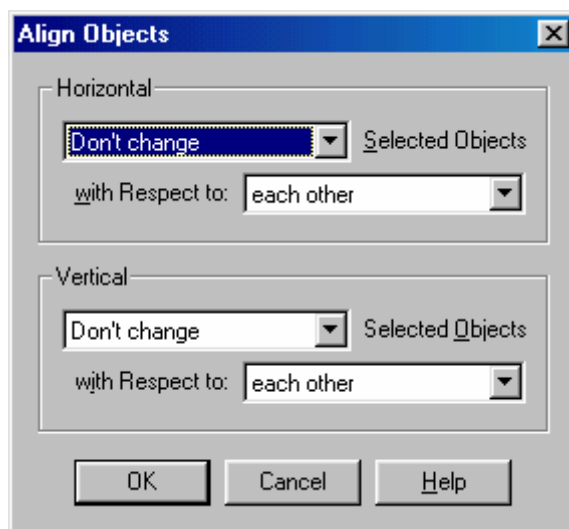 Align Objects
Horizontal
Don't change Selected Objects
with Respect to: each other
Vertical
Don't change Selected Objects
with Respect to: each other
OK Cancel Help